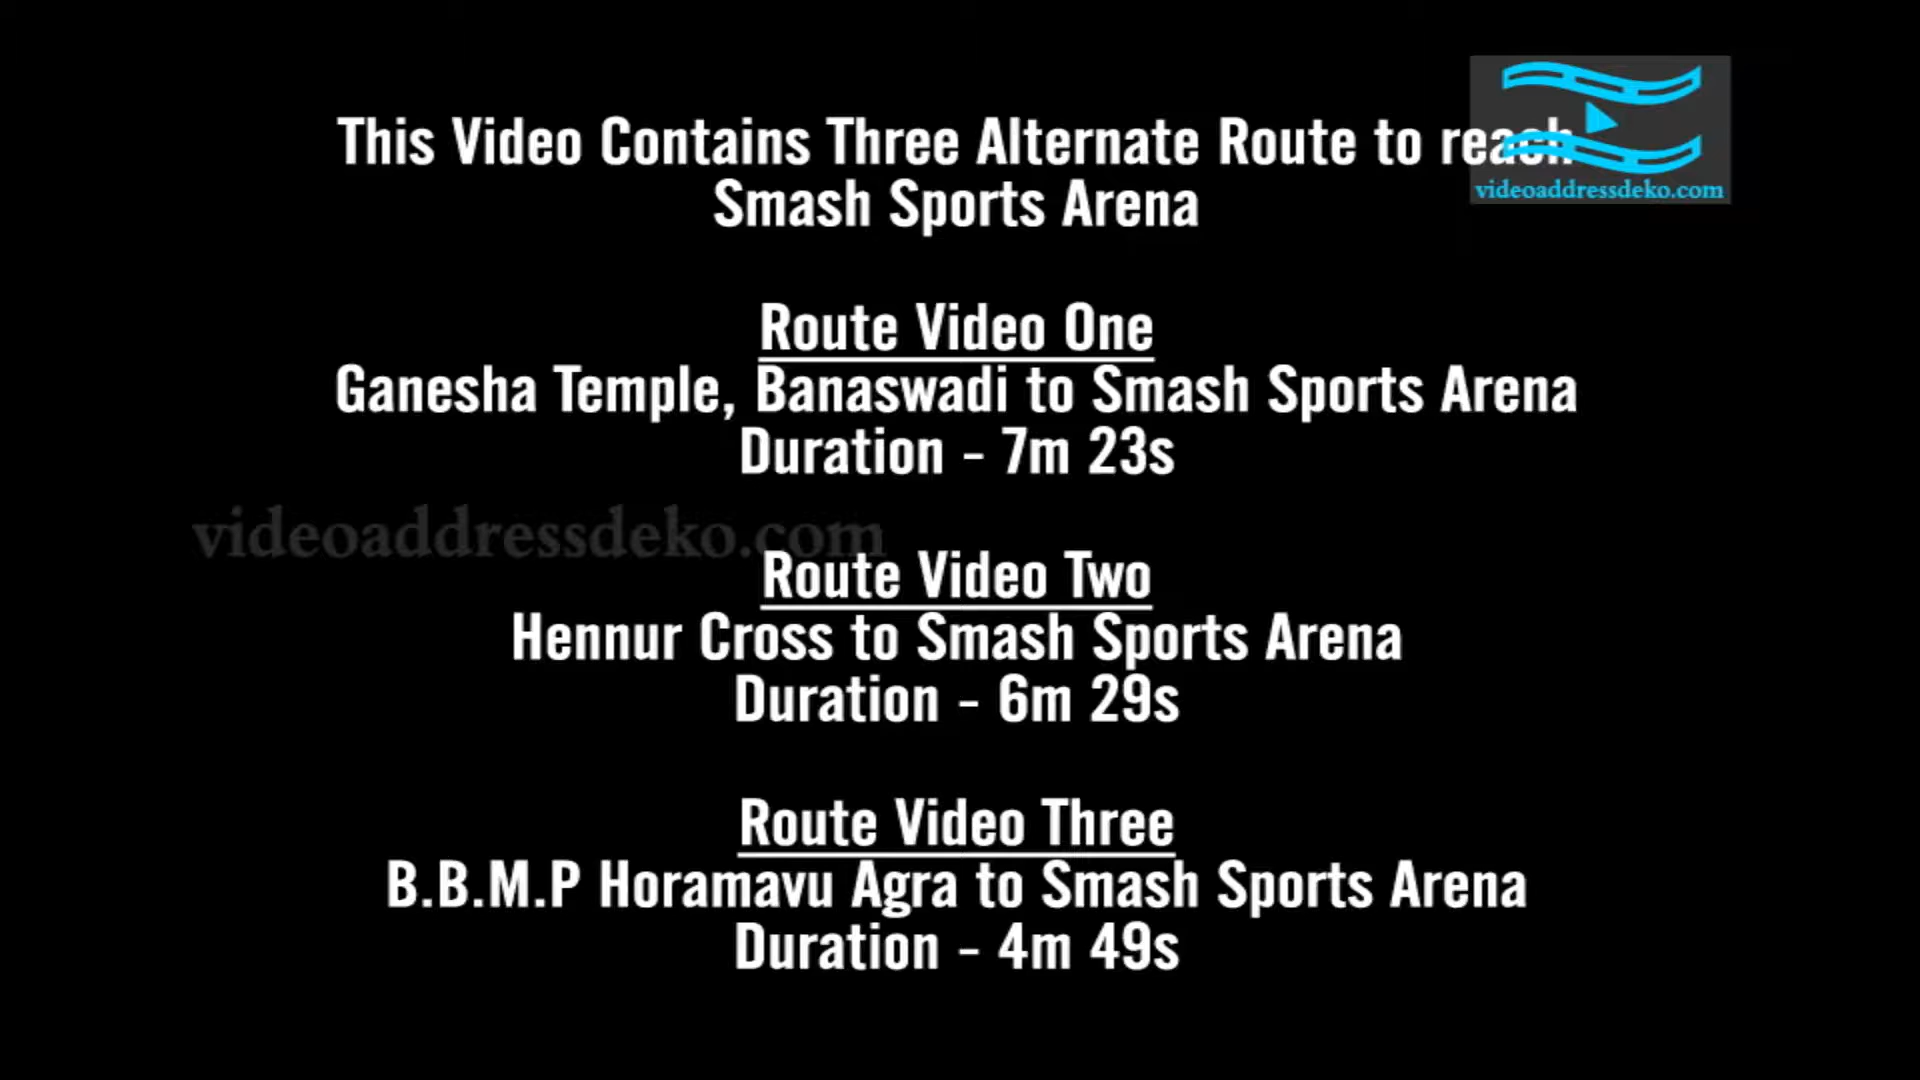 This Video Contains Three Alternate Route to reach
Smash Sports Arena
videoaddressdeko.com
Route Video One
Ganesha Temple, Banaswadi to Smash Sports Arena
Duration - 7m 23s
videoaddressdeko.com
Route Video Two
Hennur Cross to Smash Sports Arena
Duration - 6m 29s
Route Video Three
B.B.M.P Horamavu Agra to Smash Sports Arena
Duration - 4m 49s